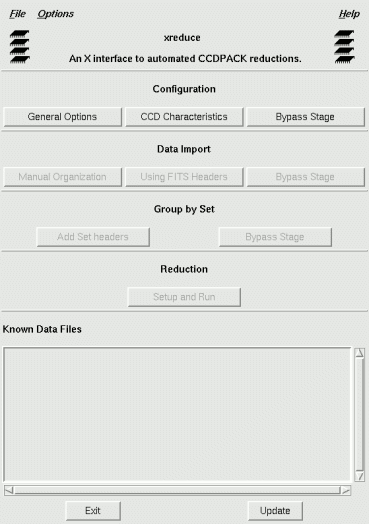 File Options Help
xreduce
An X interface to automated CCDPACK reductions.
Configuration
General Options CCD Characteristics Bypass Stage
Data Import
Manual Organization Using FITS Headers Bypass Stage
Group by Set
Add Set headers Bypass Stage
Reduction
Setup and Run
Known Data Files
Exit Update